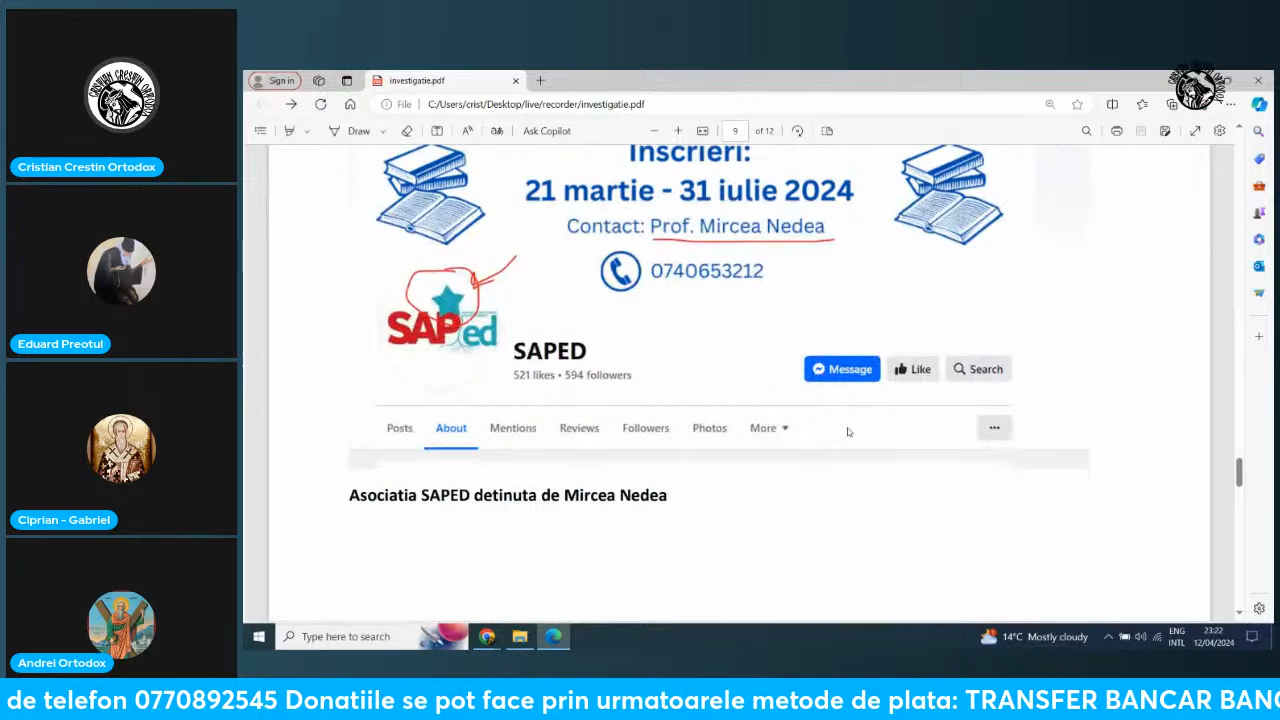 CRISTIAN CRESTIN ORTODOX
Cristian Crestin Ortodox
Eduard Preotul
Ciprian - Gabriel
Andrei Ortodox
Sign in
investigatie.pdf
File
C:/Users/crist/Desktop/live/recorder/investigatie.pdf
Draw
Ask Copilot
9
of 12
Inscrieri:
21 martie - 31 iulie 2024
Contact: Prof. Mircea Nedea
0740653212
SAPed
SAPED
521 likes • 594 followers
Message
Like
Search
Posts
About
Mentions
Reviews
Followers
Photos
More
Asociatia SAPED detinuta de Mircea Nedea
Type here to search
14°C Mostly cloudy
ENG
INTL
23:22
12/04/2024
de telefon 0770892545 Donatiile se pot face prin urmatoarele metode de plata: TRANSFER BANCAR BANC